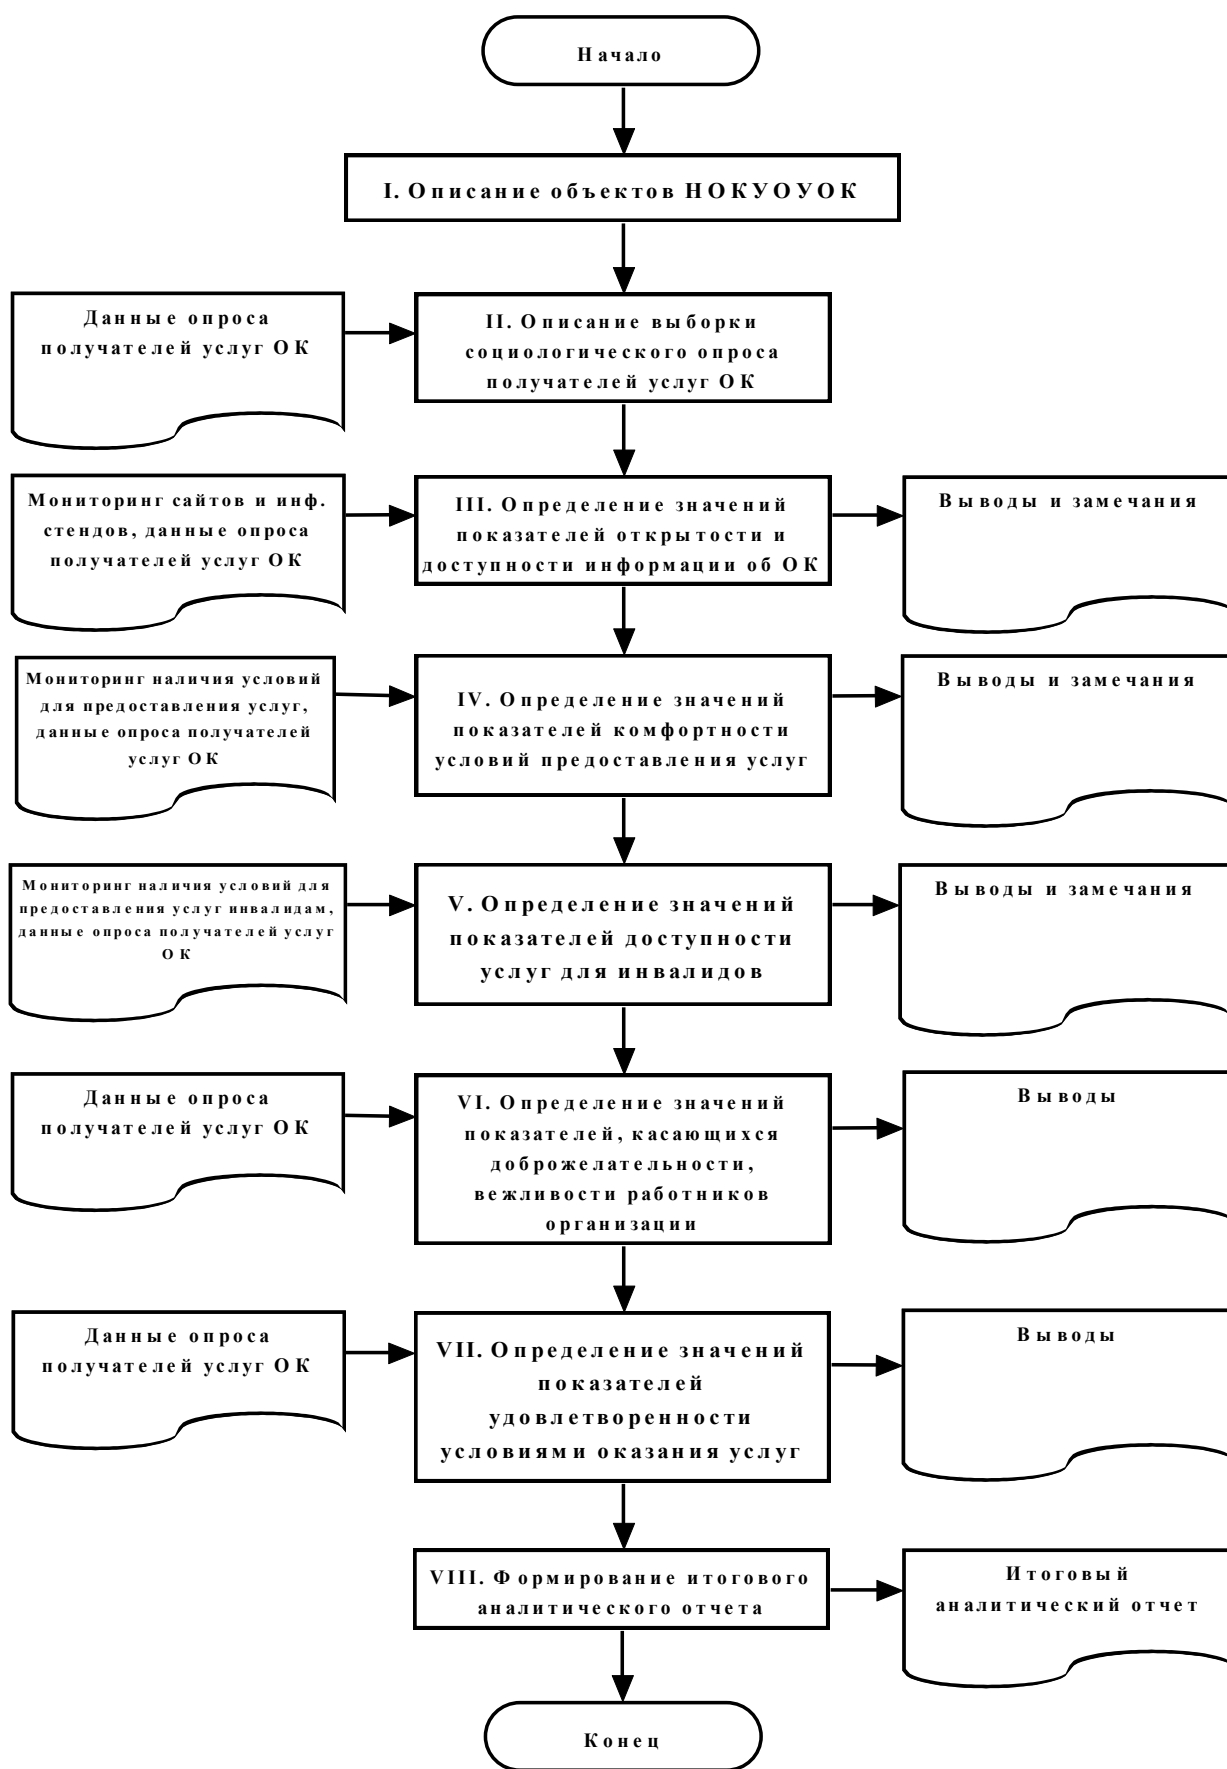 Начало
I. Описание объектов НОКУОУОК
Данные опроса
получателей услуг ОК
II. Описание выборки
социологического опроса
получателей услуг ОК
Мониторинг сайтов и инф.
стендов, данные опроса
получателей услуг ОК
III. Определение значений
показателей открытости и
доступности информации об ОК
Выводы и замечания
Мониторинг наличия условий
для предоставления услуг,
данные опроса получателей
услуг ОК
IV. Определение значений
показателей комфортности
условий предоставления услуг
Выводы и замечания
Мониторинг наличия условий для
предоставления услуг инвалидам,
данные опроса получателей услуг
ОК
V. Определение значений
показателей доступности
услуг для инвалидов
Выводы и замечания
Данные опроса
получателей услуг ОК
VI. Определение значений
показателей, касающихся
доброжелательности,
вежливости работников
организации
Выводы
Данные опроса
получателей услуг ОК
VII. Определение значений
показателей
удовлетворенности
условиями оказания услуг
Выводы
VIII. Формирование итогового
аналитического отчета
Итоговый
аналитический отчет
Конец